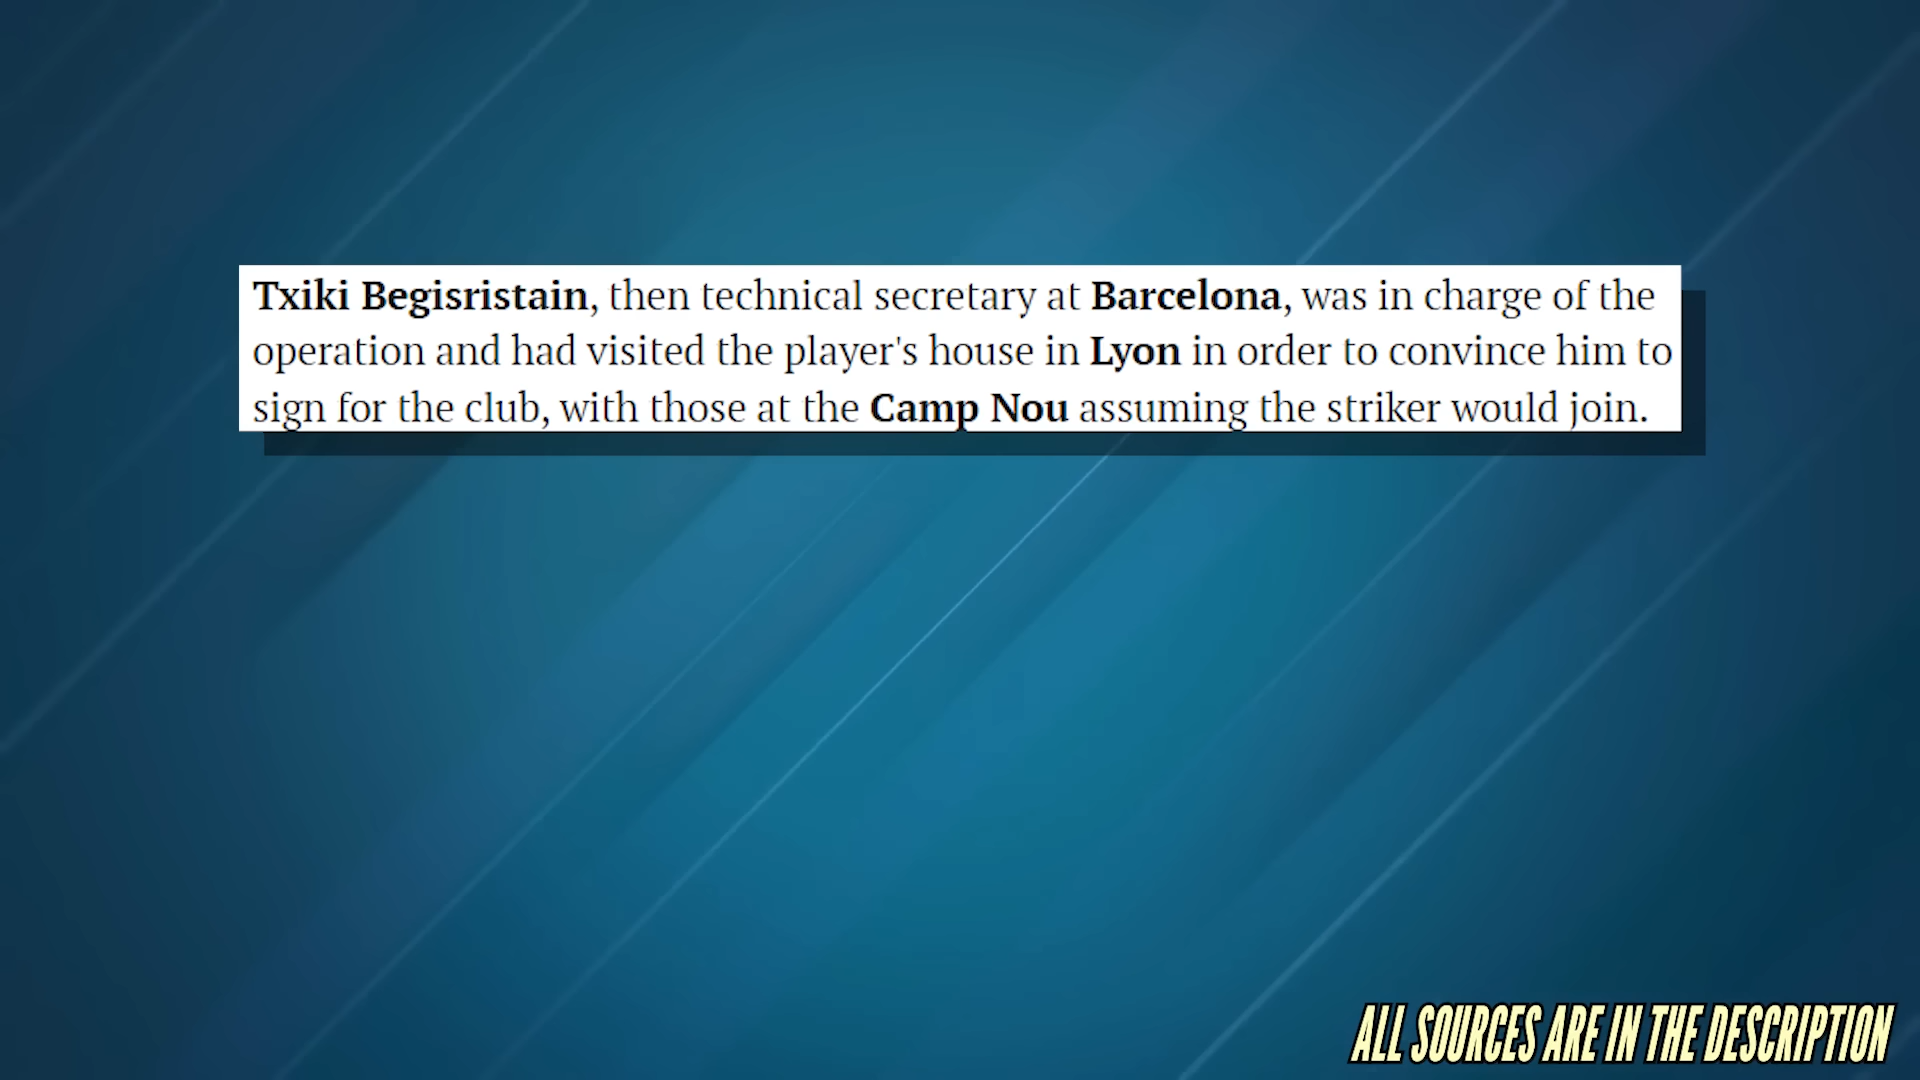 Txiki Begisristain, then technical secretary at Barcelona, was in charge of the
operation and had visited the player's house in Lyon in order to convince him to
sign for the club, with those at the Camp Nou assuming the striker would join.
ALL SOURCES ARE IN THE DESCRIPTION